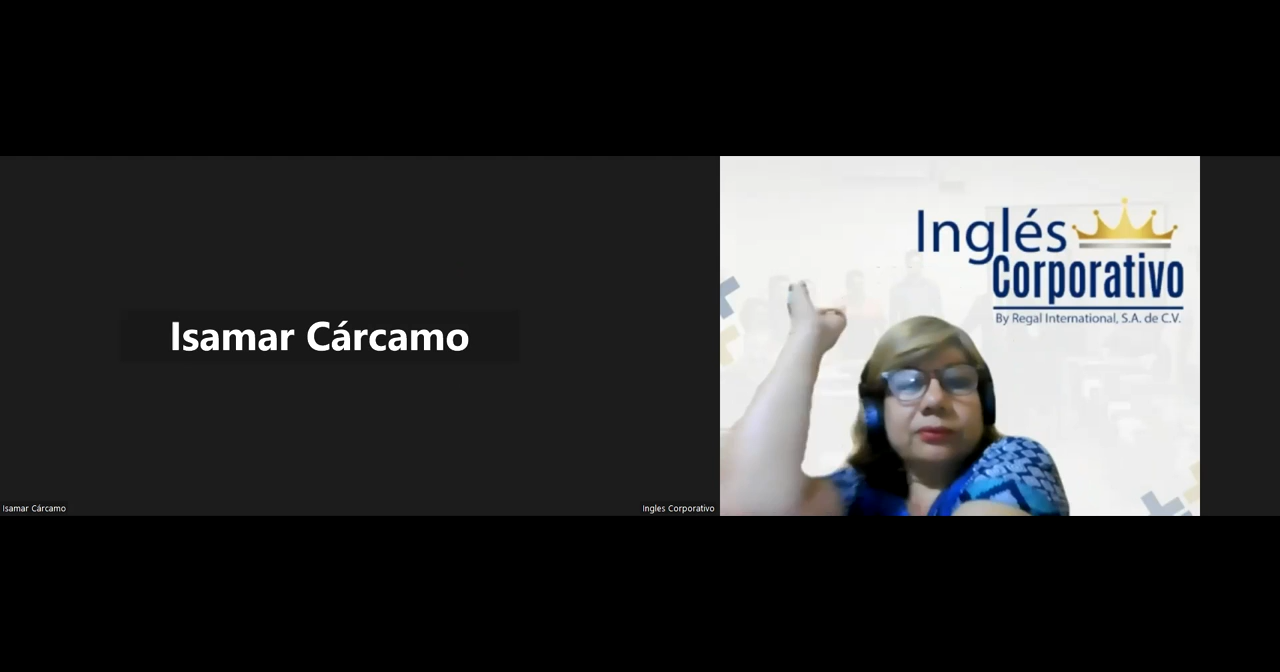 Isamar Cárcamo
Isamar Cárcamo
Ingles Corporativo
Inglés
Corporativo
By Regal International, S.A. de C.V.